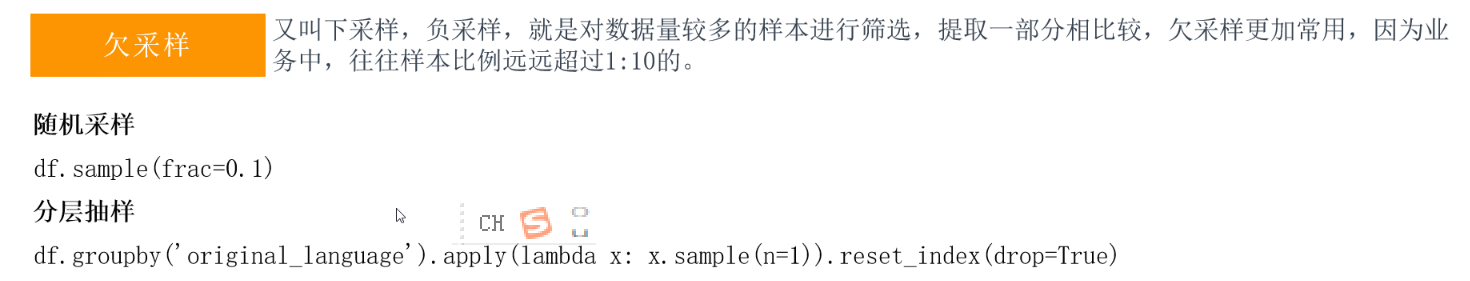 欠采样
又叫下采样，负采样，就是对数据量较多的样本进行筛选，提取一部分相比较，欠采样更加常用，因为业
务中，往往样本比例远远超过1:10的。
随机采样
df.sample(frac=0.1)
分层抽样
CH S
df.groupby('original_language').apply(lambda x: x.sample(n=1)).reset_index(drop=True)